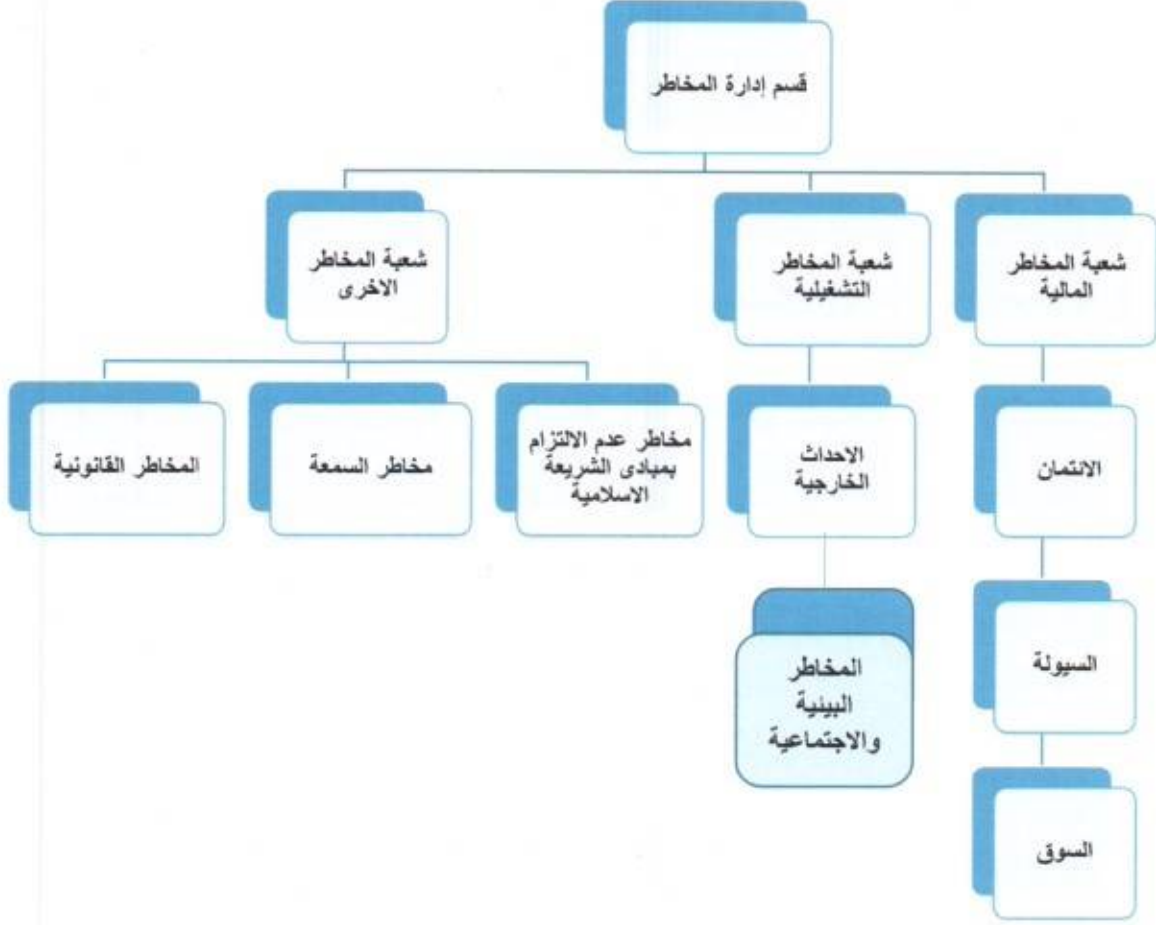 قسم إدارة المخاطر
شعبة المخاطر
المالية
شعبة المخاطر
التشغيلية
شعبة المخاطر
الاخرى
الائتمان
الاحداث
الخارجية
مخاطر عدم الالتزام
بمبادى الشريعة
الاسلامية
مخاطر السمعة
المخاطر القانونية
السيولة
المخاطر
البيئية
والاجتماعية
السوق